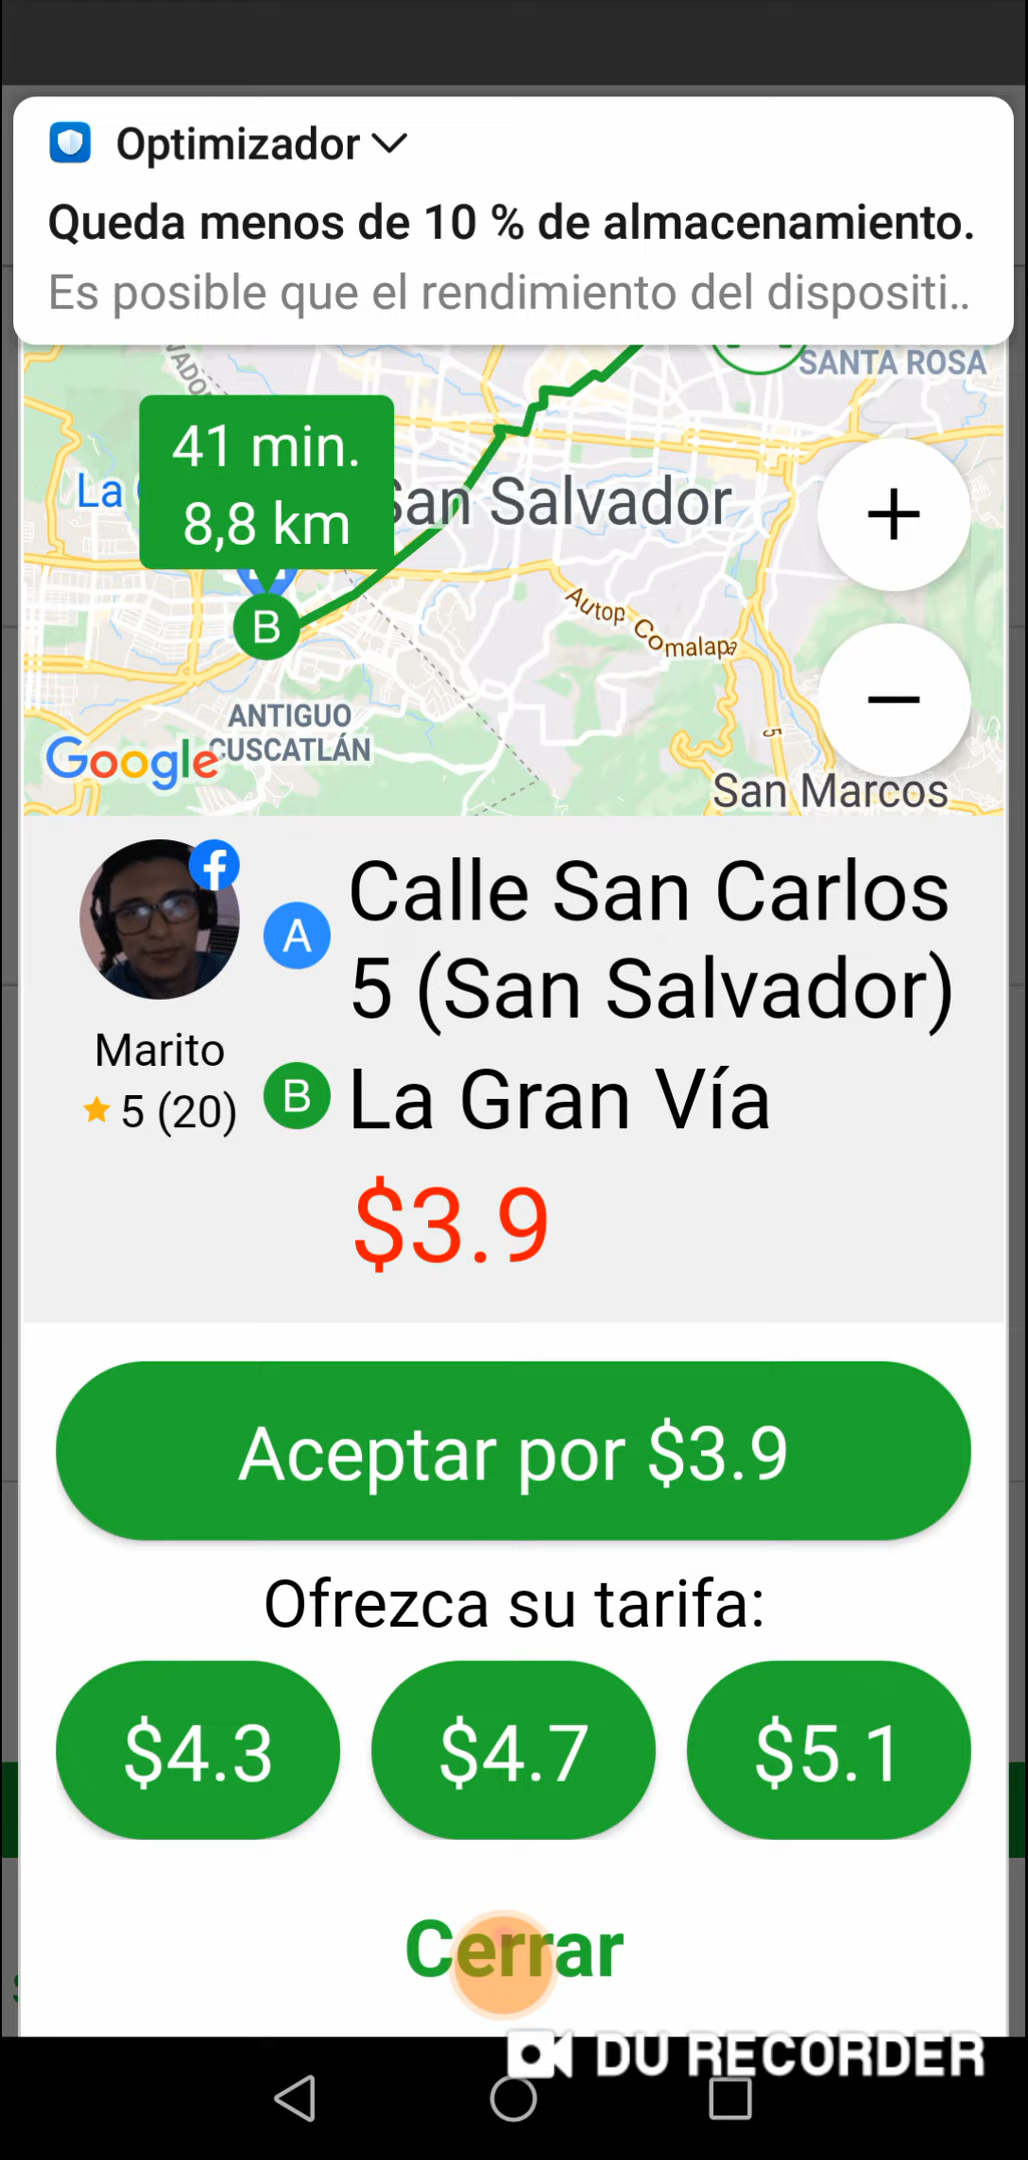 Optimizador
Queda menos de 10 % de almacenamiento.
Es posible que el rendimiento del dispositi..
SANTA ROSA
41 min.
8,8 km
La
San Salvador
+
B
Autop. Comalapa
−
ANTIGUO
CUSCATLÁN
Google
5
San Marcos
A
Calle San Carlos
5 (San Salvador)
Marito
5 (20)
B
La Gran Vía
$3.9
Aceptar por $3.9
Ofrezca su tarifa:
$4.3
$4.7
$5.1
Cerrar
DU RECORDER